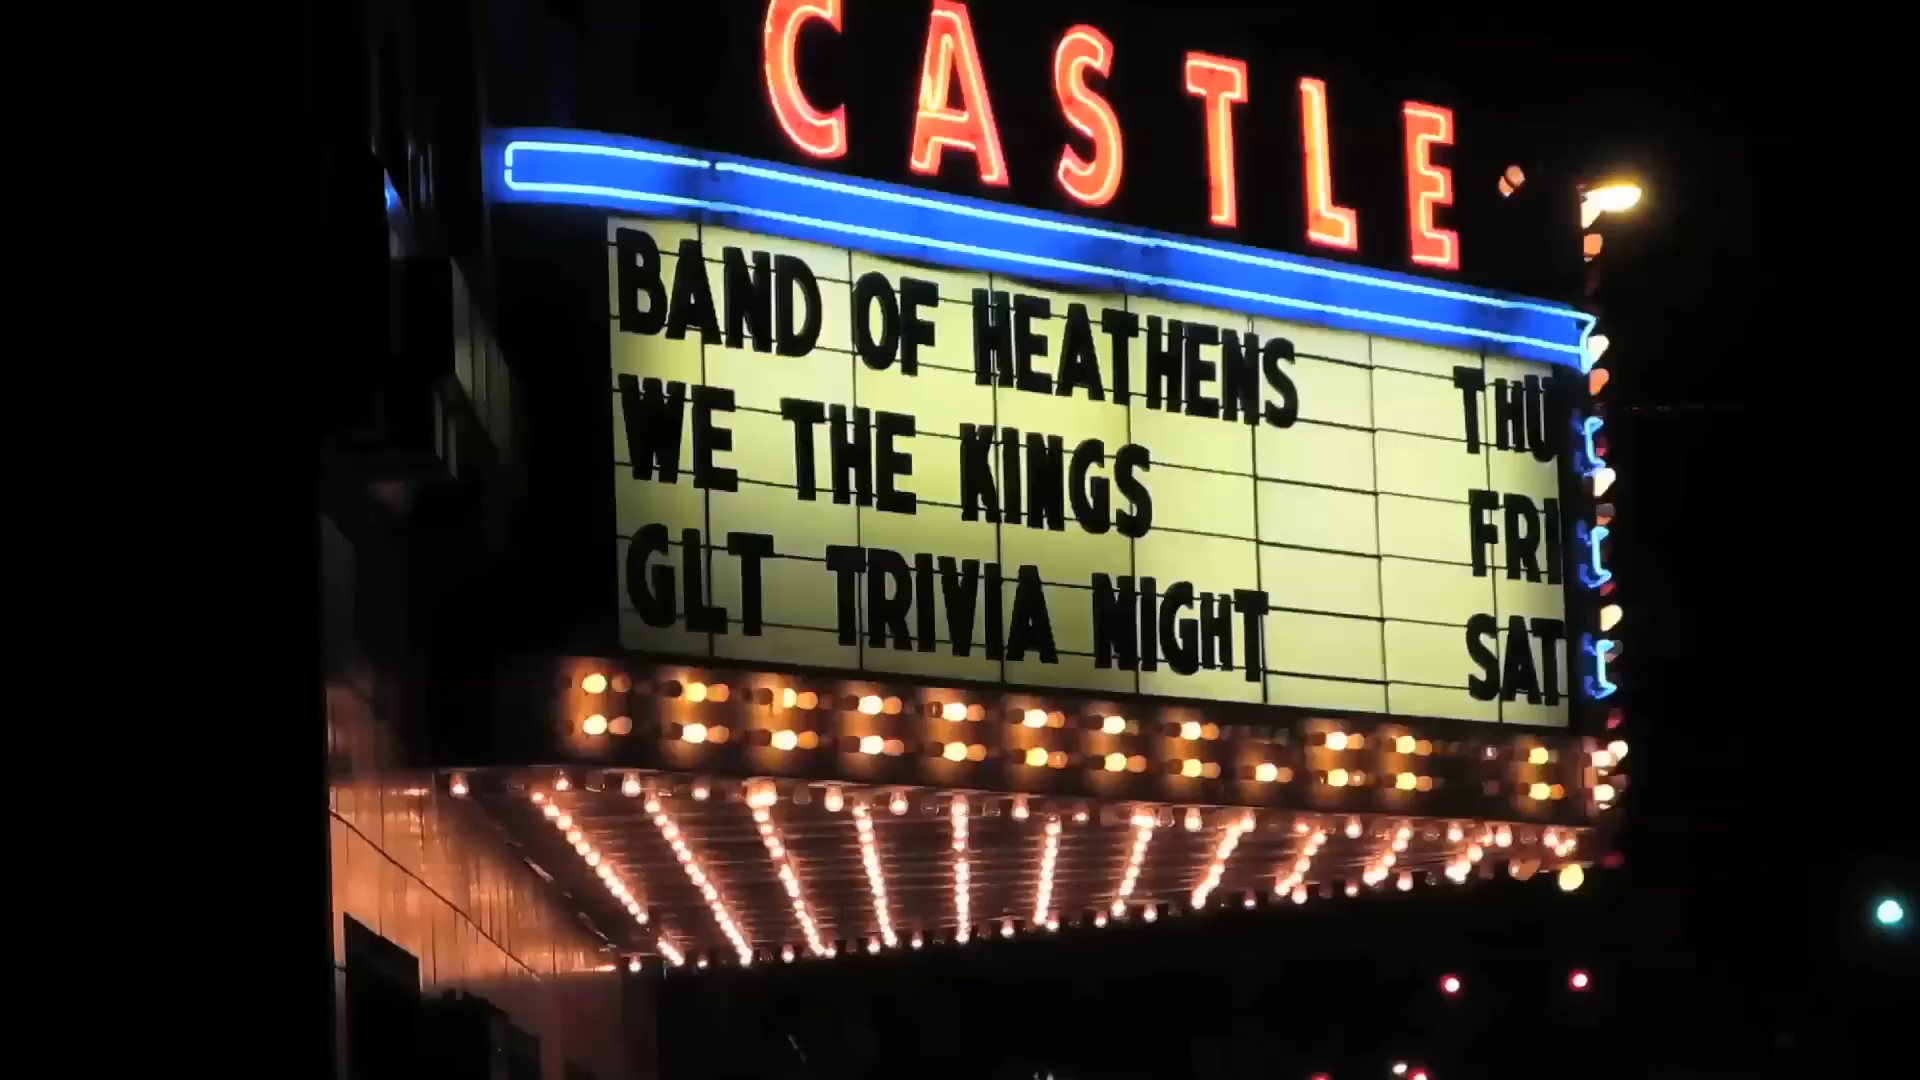 CASTLE
BAND OF HEATHENS THU
WE THE KINGS FRI
GLT TRIVIA NIGHT SAT